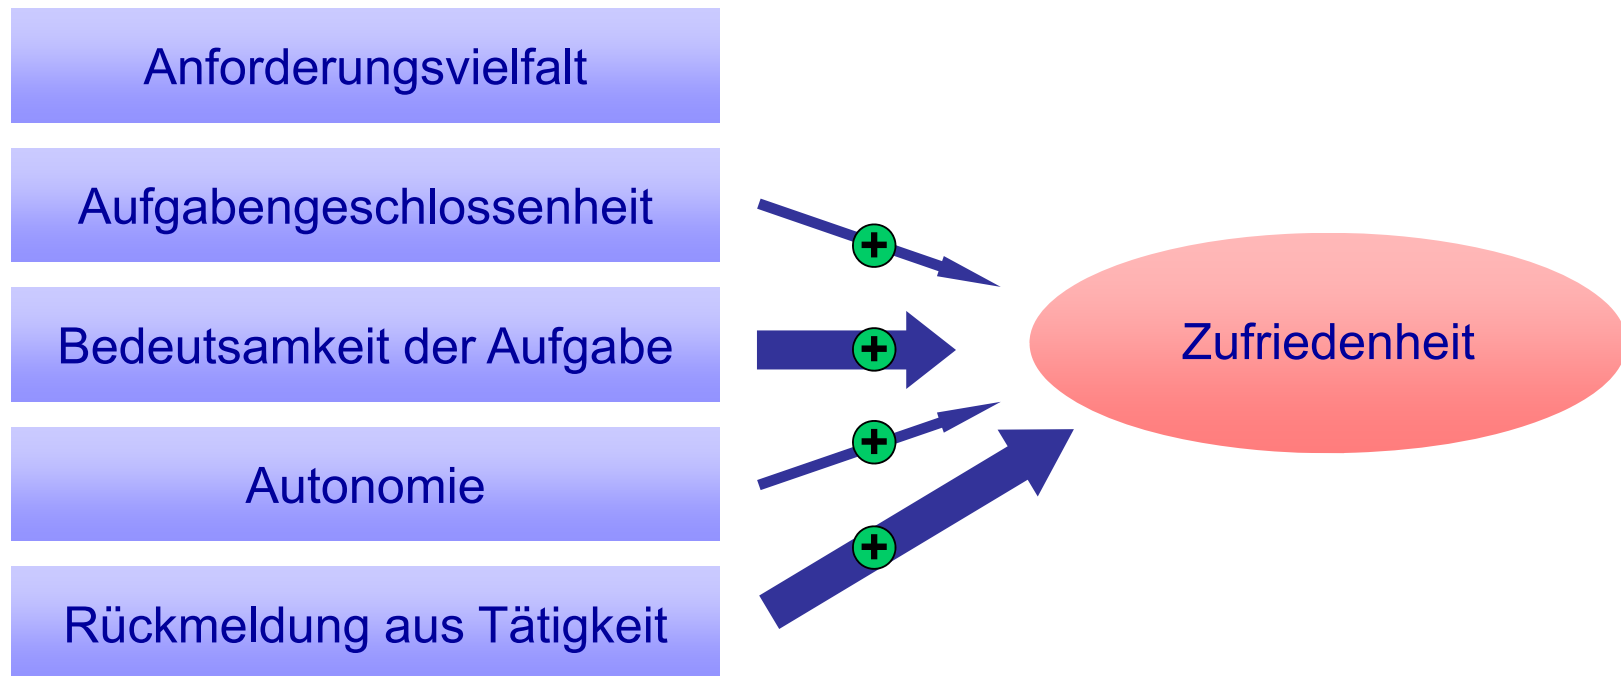 Anforderungsvielfalt
Aufgabengeschlossenheit
Bedeutsamkeit der Aufgabe
Autonomie
Rückmeldung aus Tätigkeit
+
+
+
+
Zufriedenheit